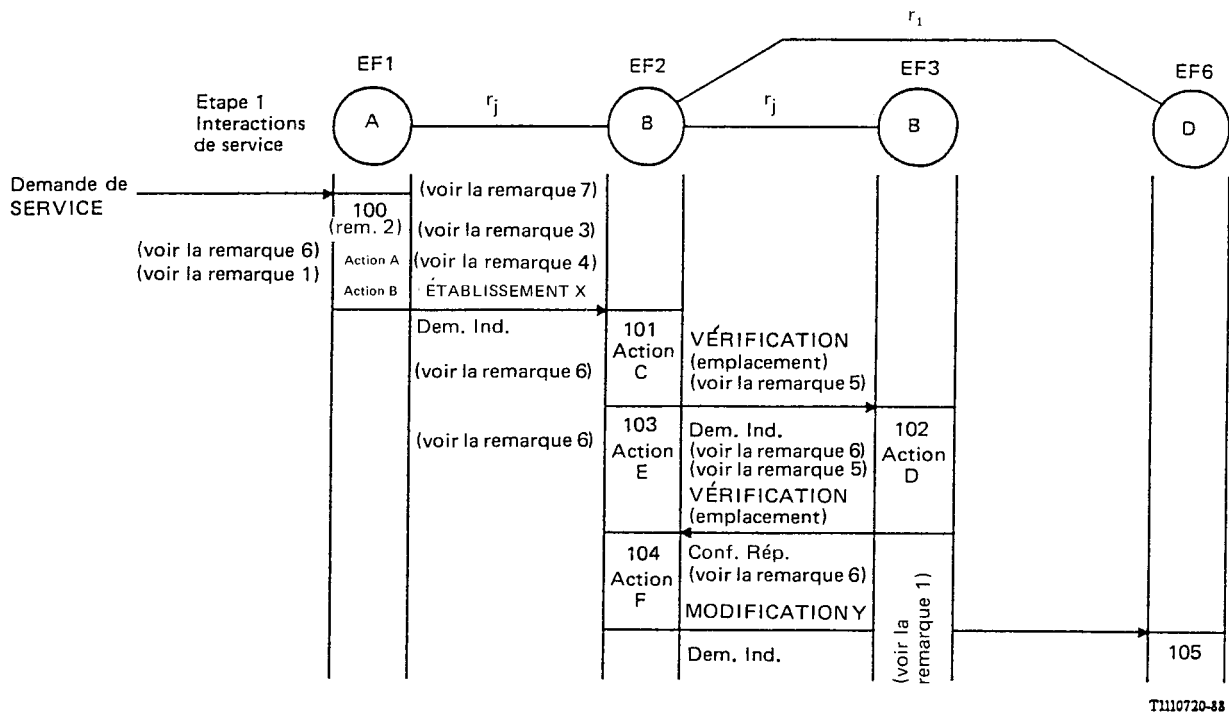 r1
EF1
EF2
EF3
EF6
Etape 1
Interactions
de service
A
rj
B
rj
B
D
Demande de
SERVICE
(voir la remarque 7)
100
(rem. 2)
(voir la remarque 3)
(voir la remarque 6)
(voir la remarque 1)
Action A
(voir la remarque 4)
Action B
ÉTABLISSEMENT X
Dem. Ind.
101
Action
C
VÉRIFICATION
(emplacement)
(voir la remarque 5)
(voir la remarque 6)
103
Action
E
(voir la remarque 6)
Dem. Ind.
(voir la remarque 6)
(voir la remarque 5)
VÉRIFICATION
(emplacement)
102
Action
D
104
Action
F
Conf. Rép.
(voir la remarque 6)
MODIFICATION Y
Dem. Ind.
(voir la
remarque 1)
105
T1110720-88